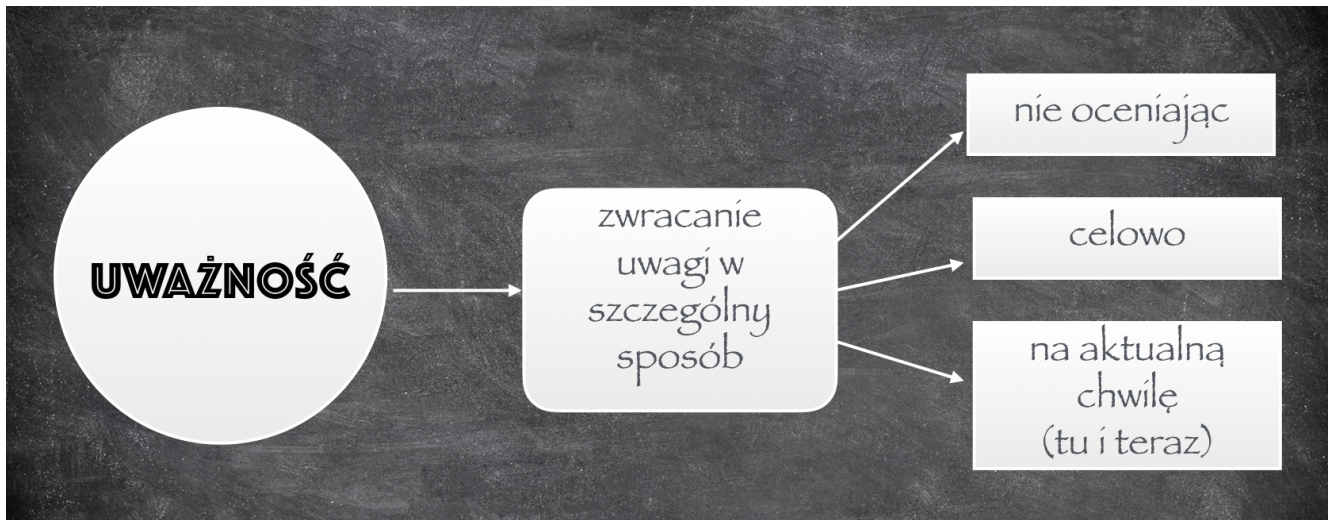 UWAŻNOŚĆ
zwracanie
uwagi w
szczególny
sposób
nie oceniając
celowo
na aktualną
chwilę
(tu i teraz)